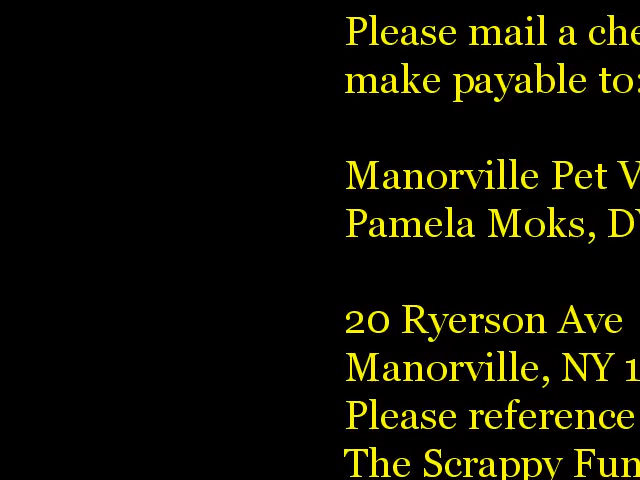 Please mail a che
make payable to:
Manorville Pet V
Pamela Moks, DV
20 Ryerson Ave
Manorville, NY 1
Please reference
The Scrappy Fun